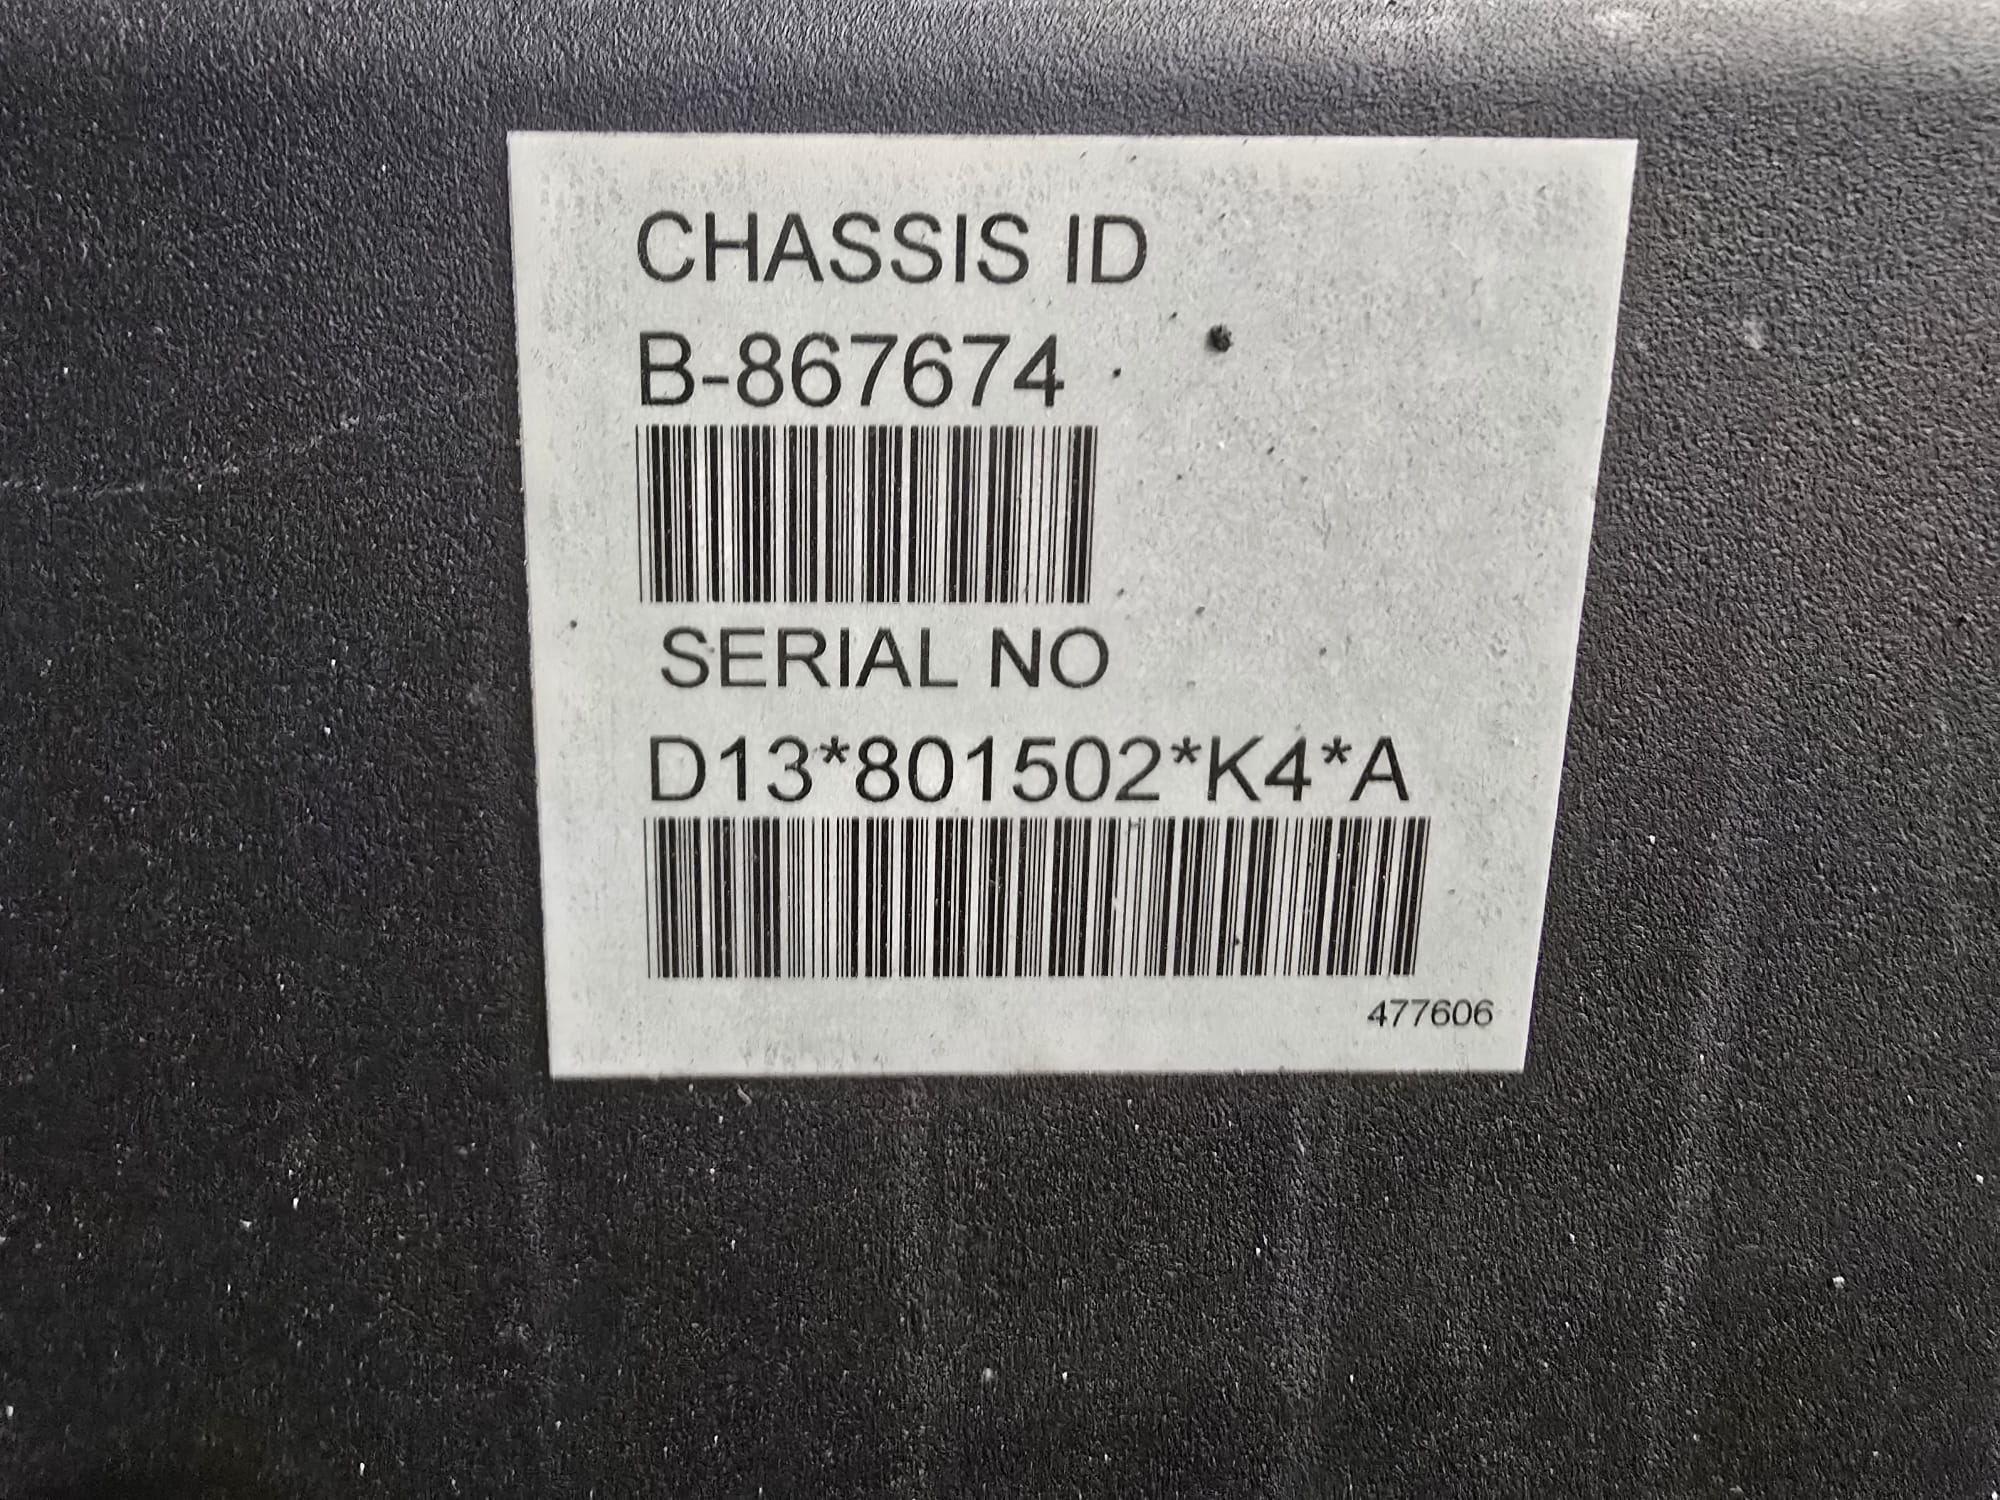 CHASSIS ID
B-867674
SERIAL NO
D13*801502*K4*A
477606